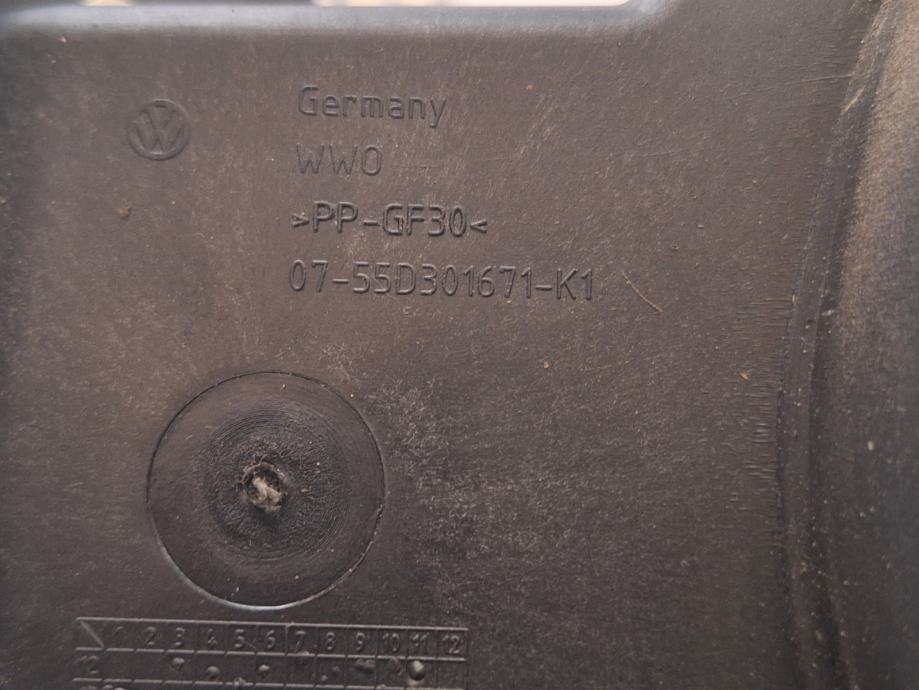 Germany
WWO
>PP-GF30<
07-55D301671-K1
1 2 3 4 5 6 7 8 9 10 11 12
12